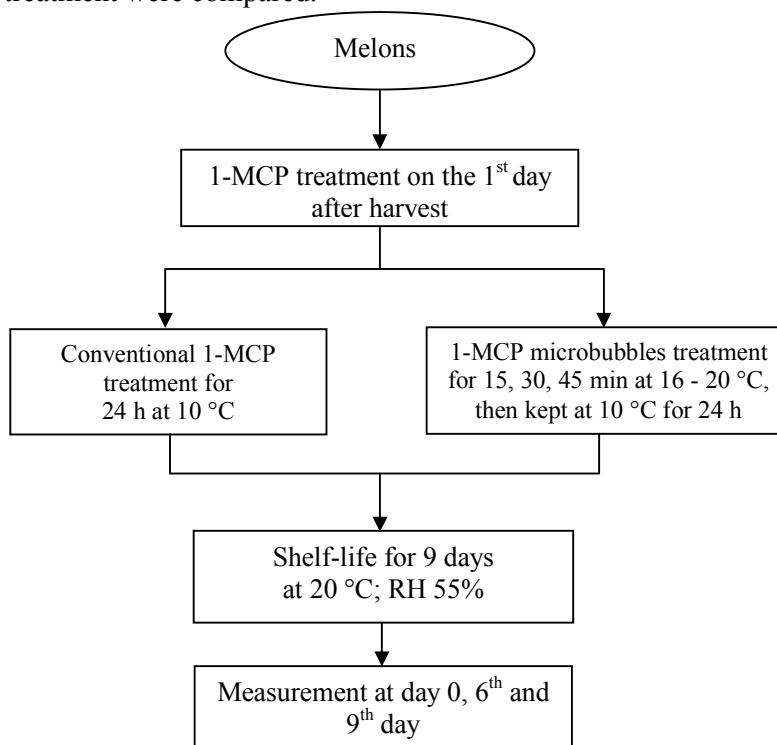 treatment were compared.
Melons
1-MCP treatment on the 1st day
after harvest
Conventional 1-MCP
treatment for
24 h at 10 °C
1-MCP microbubbles treatment
for 15, 30, 45 min at 16 - 20 °C,
then kept at 10 °C for 24 h
Shelf-life for 9 days
at 20 °C; RH 55%
Measurement at day 0, 6th and
9th day